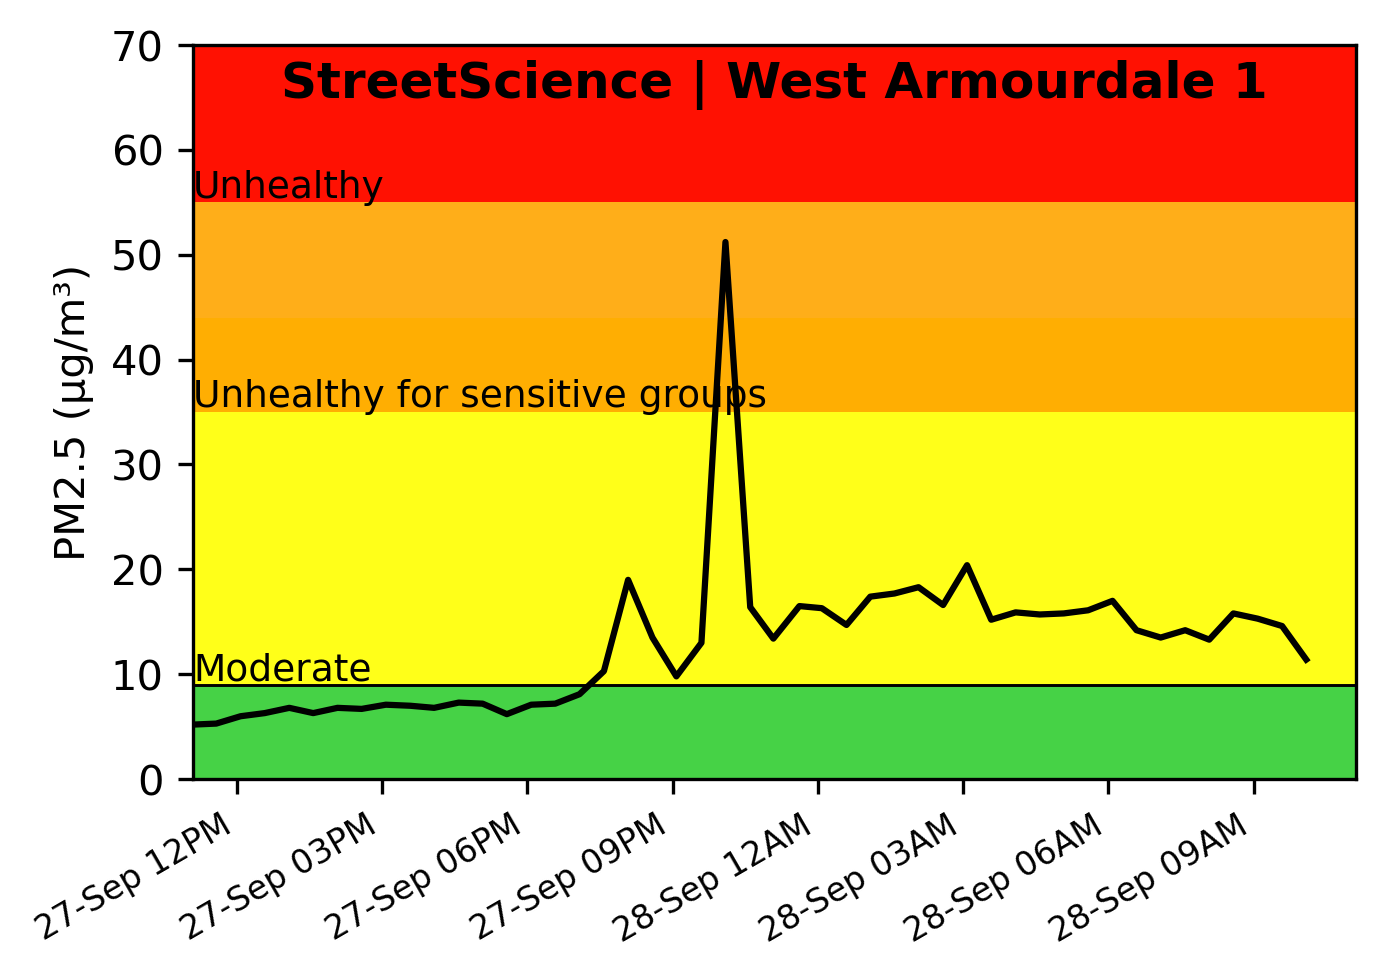 StreetScience | West Armourdale 1
PM2.5 (µg/m³)
70
60
50
40
30
20
10
0
Unhealthy
Unhealthy for sensitive groups
Moderate
27-Sep 12PM
27-Sep 03PM
27-Sep 06PM
27-Sep 09PM
28-Sep 12AM
28-Sep 03AM
28-Sep 06AM
28-Sep 09AM